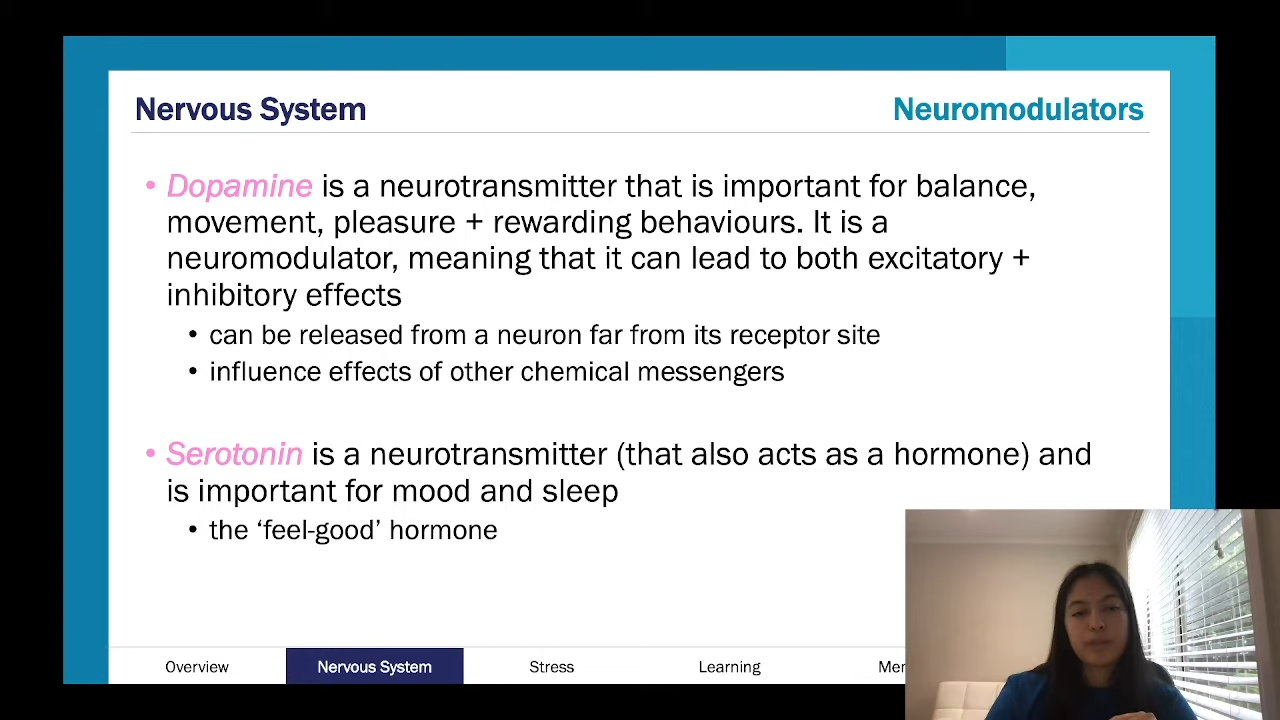 Nervous System
Neuromodulators
• Dopamine is a neurotransmitter that is important for balance,
movement, pleasure + rewarding behaviours. It is a
neuromodulator, meaning that it can lead to both excitatory +
inhibitory effects
• can be released from a neuron far from its receptor site
• influence effects of other chemical messengers
• Serotonin is a neurotransmitter (that also acts as a hormone) and
is important for mood and sleep
• the ‘feel-good’ hormone
Overview
Nervous System
Stress
Learning